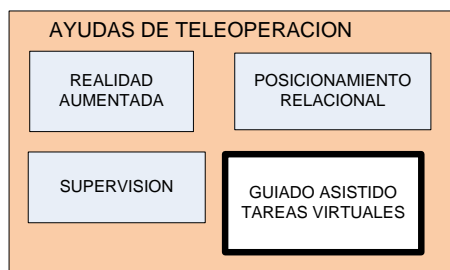 AYUDAS DE TELEOPERACION
REALIDAD
AUMENTADA
POSICIONAMIENTO
RELACIONAL
SUPERVISION
GUIADO ASISTIDO
TAREAS VIRTUALES